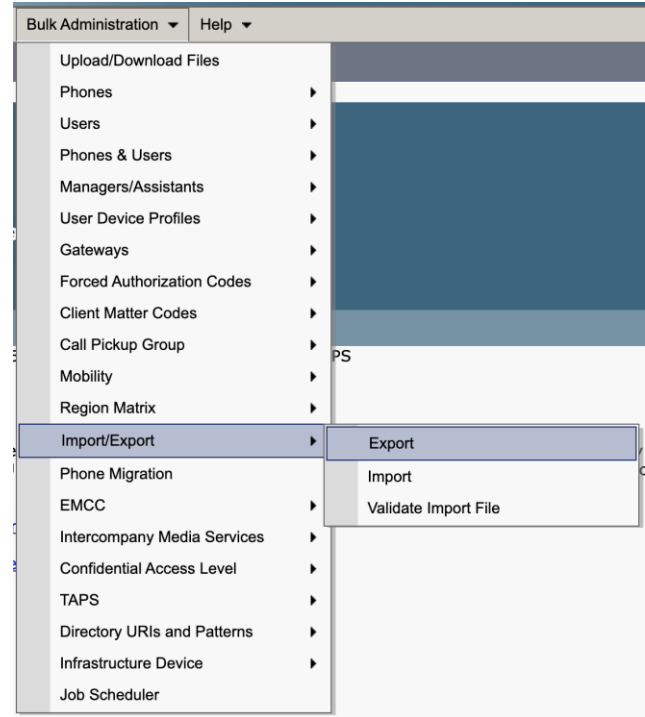 Bulk Administration Help
Upload/Download Files
Phones
Users
Phones & Users
Managers/Assistants
User Device Profiles
Gateways
Forced Authorization Codes
Client Matter Codes
Call Pickup Group
PS
Mobility
Region Matrix
Import/Export
Export
Phone Migration
Import
EMCC
Validate Import File
Intercompany Media Services
Confidential Access Level
TAPS
Directory URIs and Patterns
Infrastructure Device
Job Scheduler